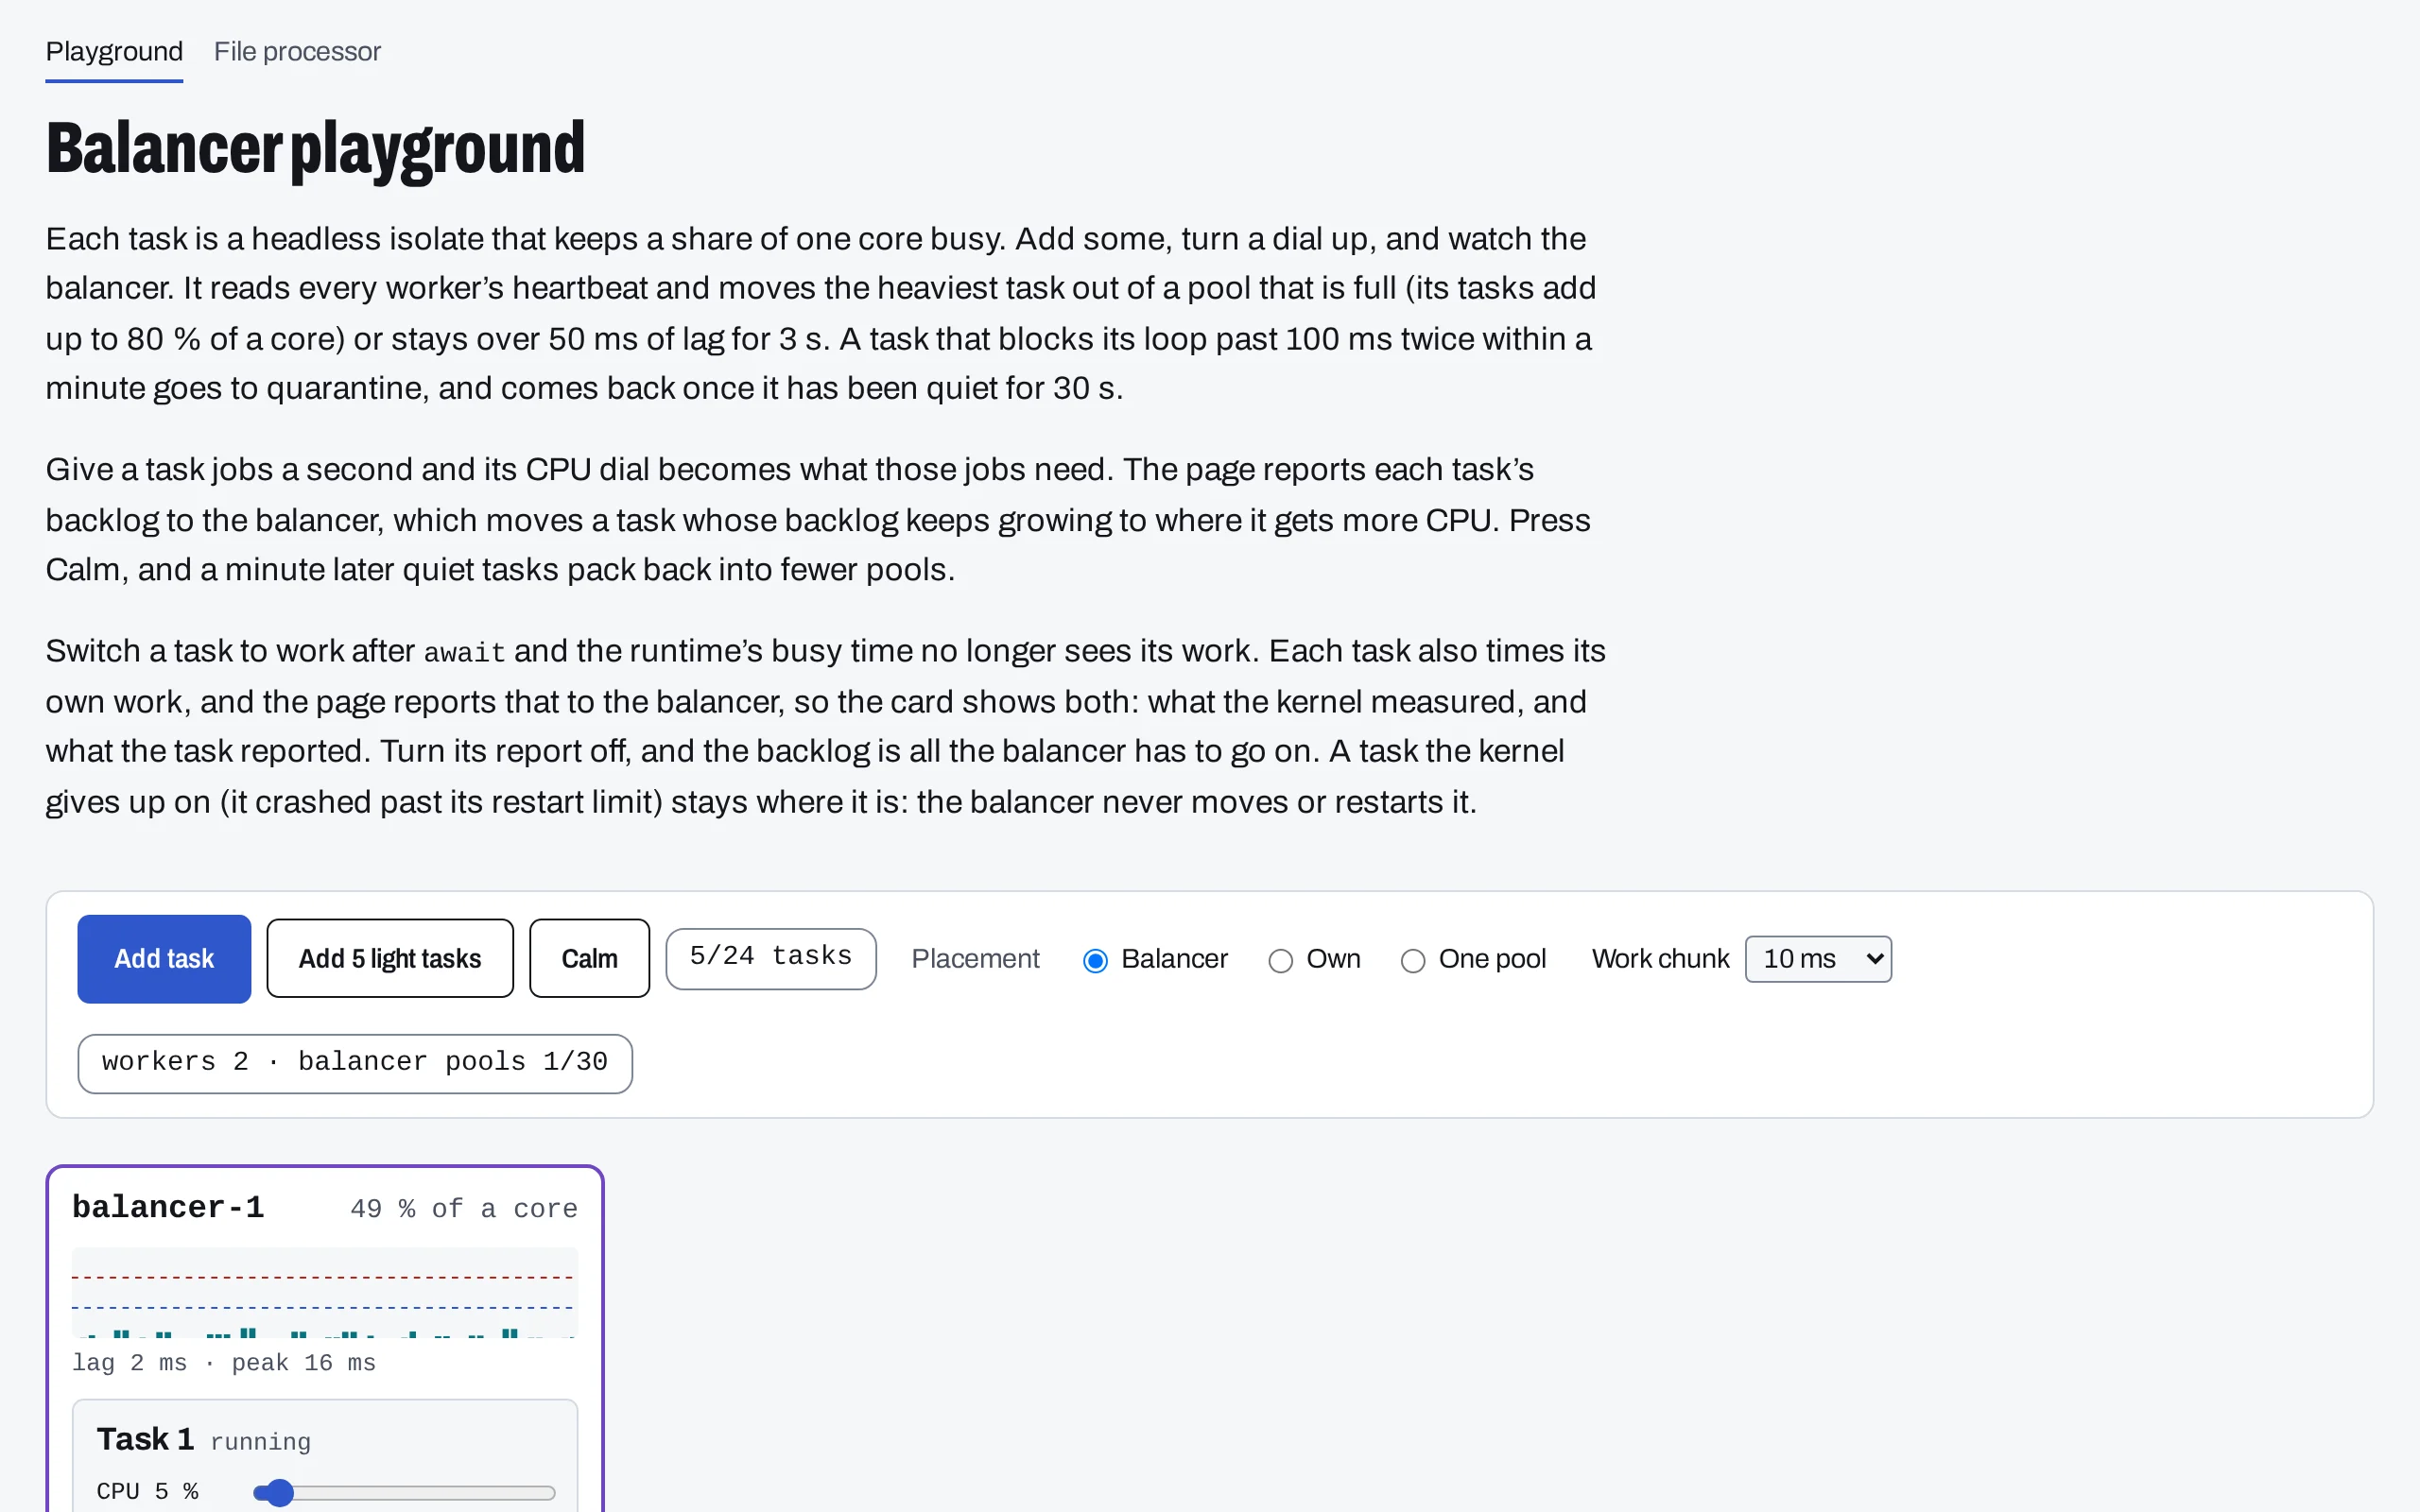 Playground File processor
Balancer playground
Each task is a headless isolate that keeps a share of one core busy. Add some, turn a dial up, and watch the
balancer. It reads every worker’s heartbeat and moves the heaviest task out of a pool that is full (its tasks add
up to 80 % of a core) or stays over 50 ms of lag for 3 s. A task that blocks its loop past 100 ms twice within a
minute goes to quarantine, and comes back once it has been quiet for 30 s.
Give a task jobs a second and its CPU dial becomes what those jobs need. The page reports each task’s
backlog to the balancer, which moves a task whose backlog keeps growing to where it gets more CPU. Press
Calm, and a minute later quiet tasks pack back into fewer pools.
Switch a task to work after await and the runtime’s busy time no longer sees its work. Each task also times its
own work, and the page reports that to the balancer, so the card shows both: what the kernel measured, and
what the task reported. Turn its report off, and the backlog is all the balancer has to go on. A task the kernel
gives up on (it crashed past its restart limit) stays where it is: the balancer never moves or restarts it.
Add task Add 5 light tasks Calm 5/24 tasks Placement Balancer Own One pool Work chunk 10 ms
workers 2 · balancer pools 1/30
balancer-1 49 % of a core
lag 2 ms · peak 16 ms
Task 1 running
CPU 5 %